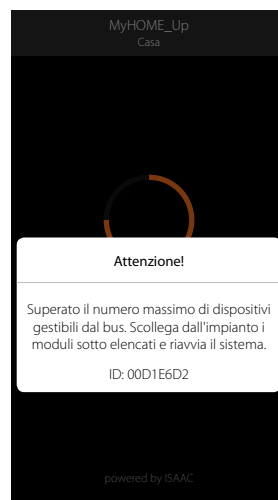 MyHOME_Up
Casa
Attenzione!
Superato il numero massimo di dispositivi
gestibili dal bus. Scollega dall'impianto i
moduli sotto elencati e riavvia il sistema.
ID: 00D1E6D2
powered by ISAAC